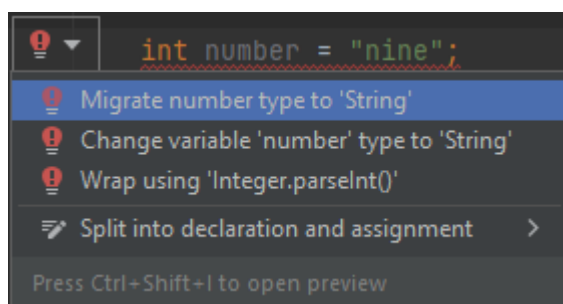 int number = "nine";
Migrate number type to 'String'
Change variable 'number' type to 'String'
Wrap using 'Integer.parseInt()'
Split into declaration and assignment
Press Ctrl+Shift+I to open preview